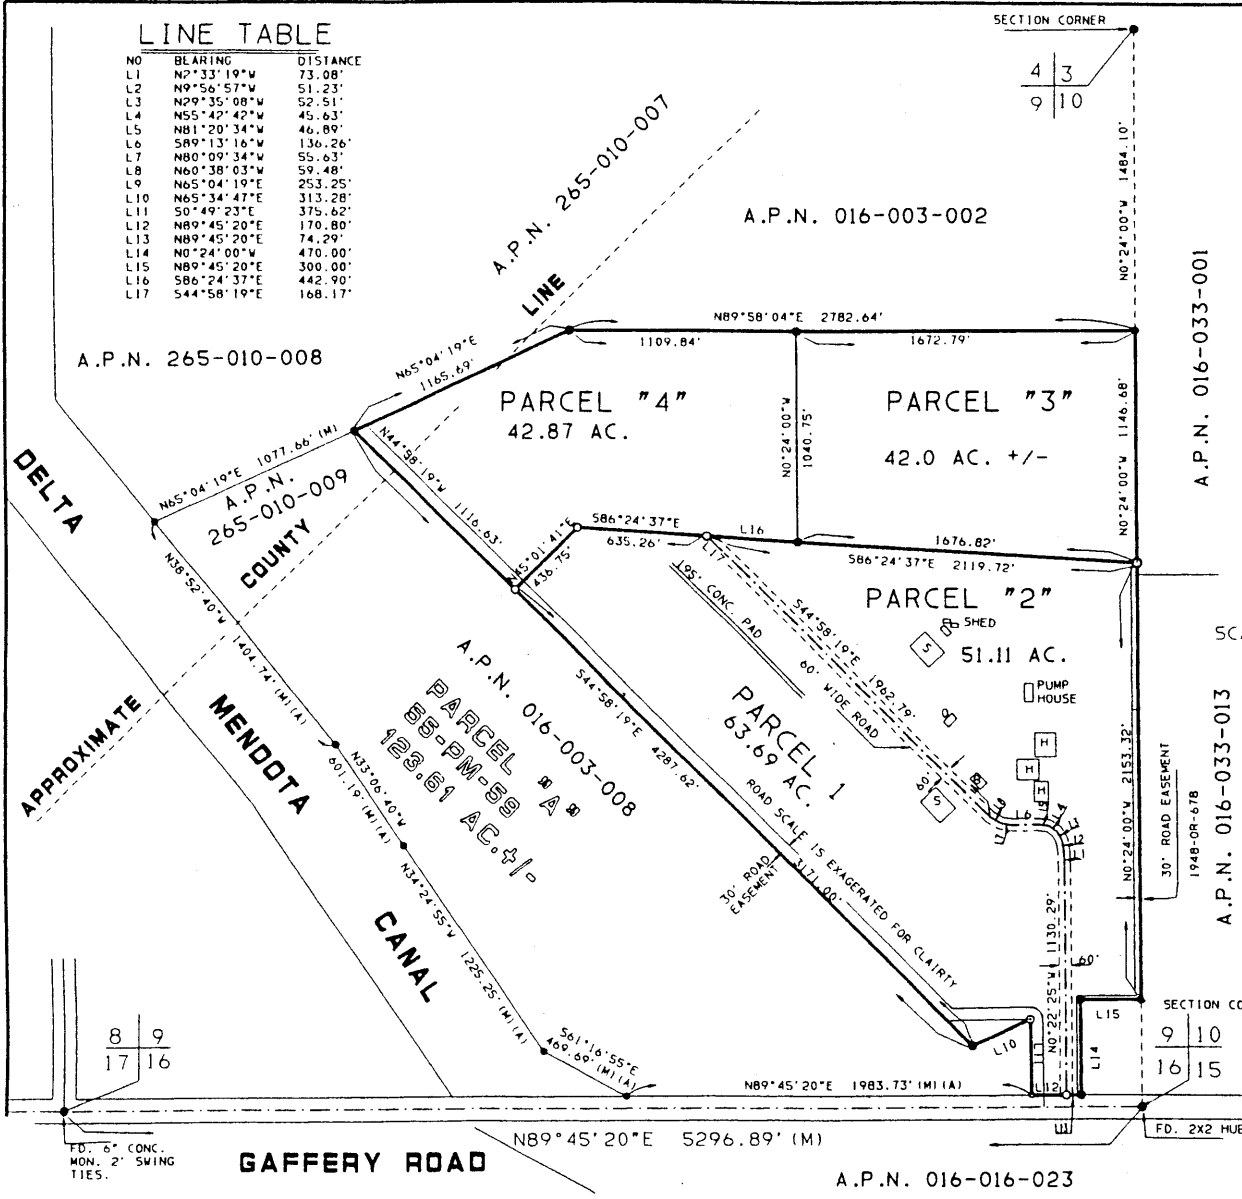 LINE TABLE
NO BEARING DISTANCE
L1 N2°33'19"W 73.08'
L2 N9°56'57"W 51.23'
L3 N29°35'08"W 52.51'
L4 N55°42'42"W 45.63'
L5 N81°20'34"W 46.89'
L6 S89°13'16"W 136.26'
L7 N80°09'34"W 55.63'
L8 N60°38'03"W 59.48'
L9 N65°04'19"E 253.25'
L10 N65°34'47"E 313.28'
L11 S0°49'23"E 375.62'
L12 N89°45'20"E 170.80'
L13 N89°45'20"E 74.29'
L14 N0°24'00"W 470.00'
L15 N89°45'20"E 300.00'
L16 S86°24'37"E 442.90'
L17 S44°58'19"E 168.17'
SECTION CORNER
4 3
9 10
N0°24'00"W 1484.10'
A.P.N. 265-010-007
A.P.N. 016-003-002
A.P.N. 016-033-001
LINE
N89°58'04"E 2782.64'
1109.84'
1672.79'
A.P.N. 265-010-008
N65°04'19"E
1165.69'
PARCEL "4"
42.87 AC.
N0°24'00"W
1040.75'
PARCEL "3"
42.0 AC. +/-
N0°24'00"W 1146.68'
N65°04'19"E 1077.66' (M)
A.P.N.
265-010-009
DELTA
COUNTY
N44°58'19"W 1116.63'
N45°01'41"E
436.75'
S86°24'37"E
635.26'
L16
L17
1676.82'
S86°24'37"E 2119.72'
PARCEL "2"
SHED
S
51.11 AC.
PUMP
HOUSE
SCA
195' CONC. PAD
S44°58'19"E 1962.79'
60' WIDE ROAD
N38°52'40"W 1404.74' (M)(A)
APPROXIMATE
MENDOTA
A.P.N. 016-003-008
PARCEL "A"
55-PM-59
123.61 AC.+/-
S44°58'19"E 4287.62'
PARCEL 1
63.69 AC.
H
H
H
S
60'
L6
L4
L2
L7
N0°24'00"W 2153.32'
30' ROAD EASEMENT
1948-OR-678
A.P.N. 016-033-013
N33°06'40"W
601.19' (M)(A)
ROAD SCALE IS EXAGERATED FOR CLAIRTY
3171.00'
30' ROAD
EASEMENT
N34°24'55"W 1225.25' (M)(A)
CANAL
N0°22'25"W 1130.29'
60'
L15
SECTION CO
L10
L14
9 10
16 15
8 9
17 16
S61°16'55"E
469.69' (M)(A)
N89°45'20"E 1983.73' (M)(A)
L12
FD. 6" CONC.
MON. 2' SWING
TIES.
GAFFERY ROAD
N89°45'20"E 5296.89' (M)
FD. 2X2 HUB
A.P.N. 016-016-023